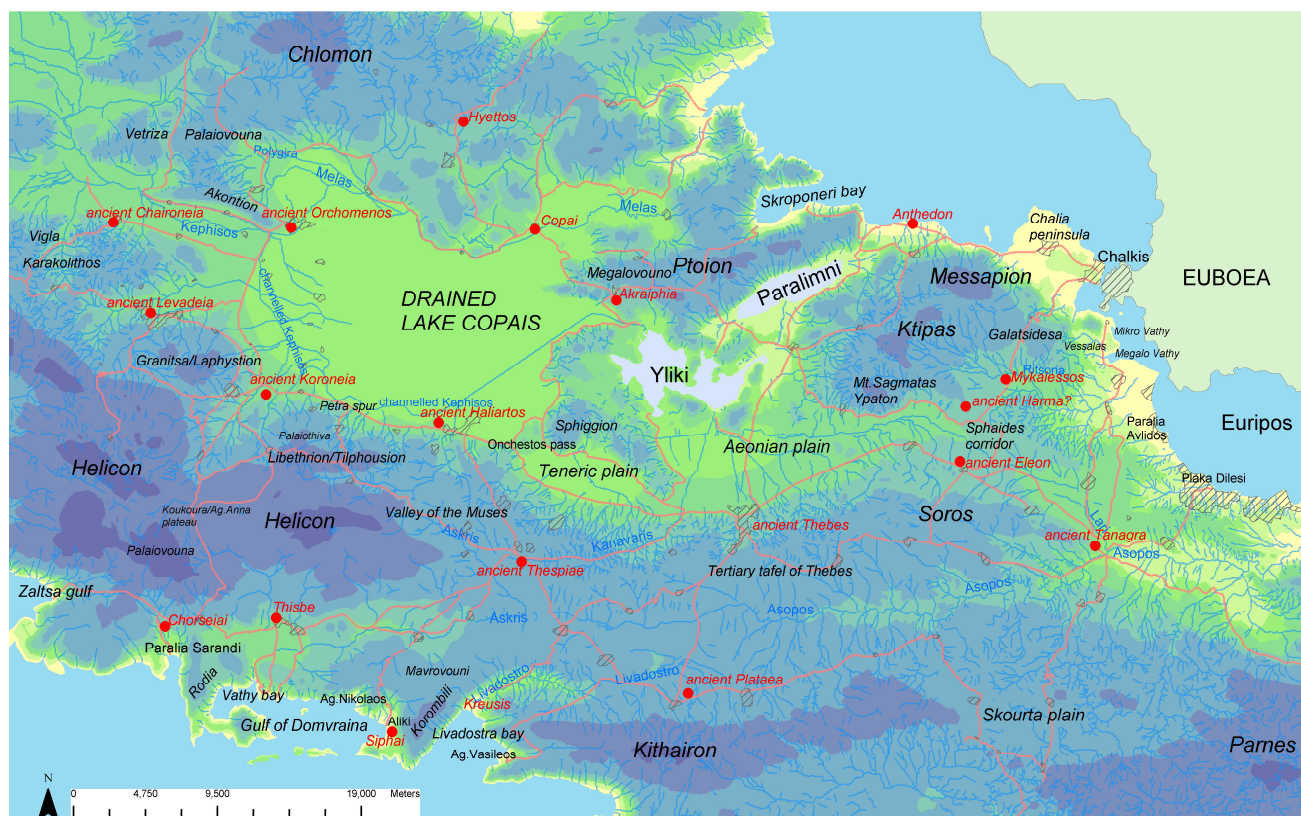 Chlomon
Hyettos
Vetriza
Palaiovouna
Polygira
Melas
Akontion
ancient Chaironeia
ancient Orchomenos
Kephisos
Copai
Melas
Skroponeri bay
Anthedon
Chalia
peninsula
Vigla
Karakolithos
Chalkis
EUBOEA
Megalovouno
Ptoion
Paralimni
Messapion
channelled Kephisos
Akraiphia
DRAINED
LAKE COPAIS
ancient Levadeia
Ktipas
Galatsidesa
Mikro Vathy
Vessalas
Megalo Vathy
Granitsa/Laphystion
Yliki
Ritsona
Mykalessos
ancient Koroneia
Mt.Sagmatas
Ypaton
Petra spur
channelled Kephisos
ancient Harma?
ancient Haliartos
Sphiggion
Sphaides
corridor
Paralia
Avlidos
Euripos
Palaiothiva
Onchestos pass
Aeonian plain
Libethrion/Tilphousion
Helicon
Teneric plain
ancient Eleon
Plaka Dilesi
Koukoura/Ag.Anna
plateau
Helicon
Valley of the Muses
Soros
Lari
ancient Thebes
Askris
Kanavaris
ancient Tanagra
Palaiovouna
Asopos
ancient Thespiae
Tertiary tafel of Thebes
Zaltsa gulf
Asopos
Thisbe
Asopos
Chorseiai
Askris
Paralia Sarandi
Mavrovouni
Livadostro
Livadostro
ancient Plataea
Rodia
Vathy bay
Ag.Nikolaos
Korombili
Kreusis
Skourta plain
Gulf of Domvraina
Aliki
Siphai
Livadostra bay
Ag.Vasileos
Kithairon
Parnes
N
0 4,750 9,500 19,000 Meters